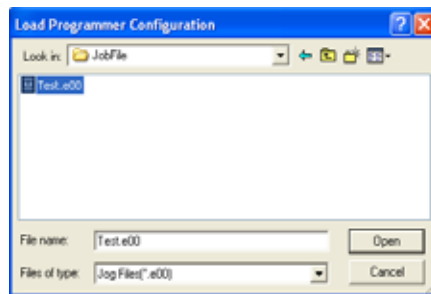 Load Programmer Configuration
Look in: JobFile
Test.e00
File name: Test.e00 Open
Files of type: Jog Files(*.e00) Cancel